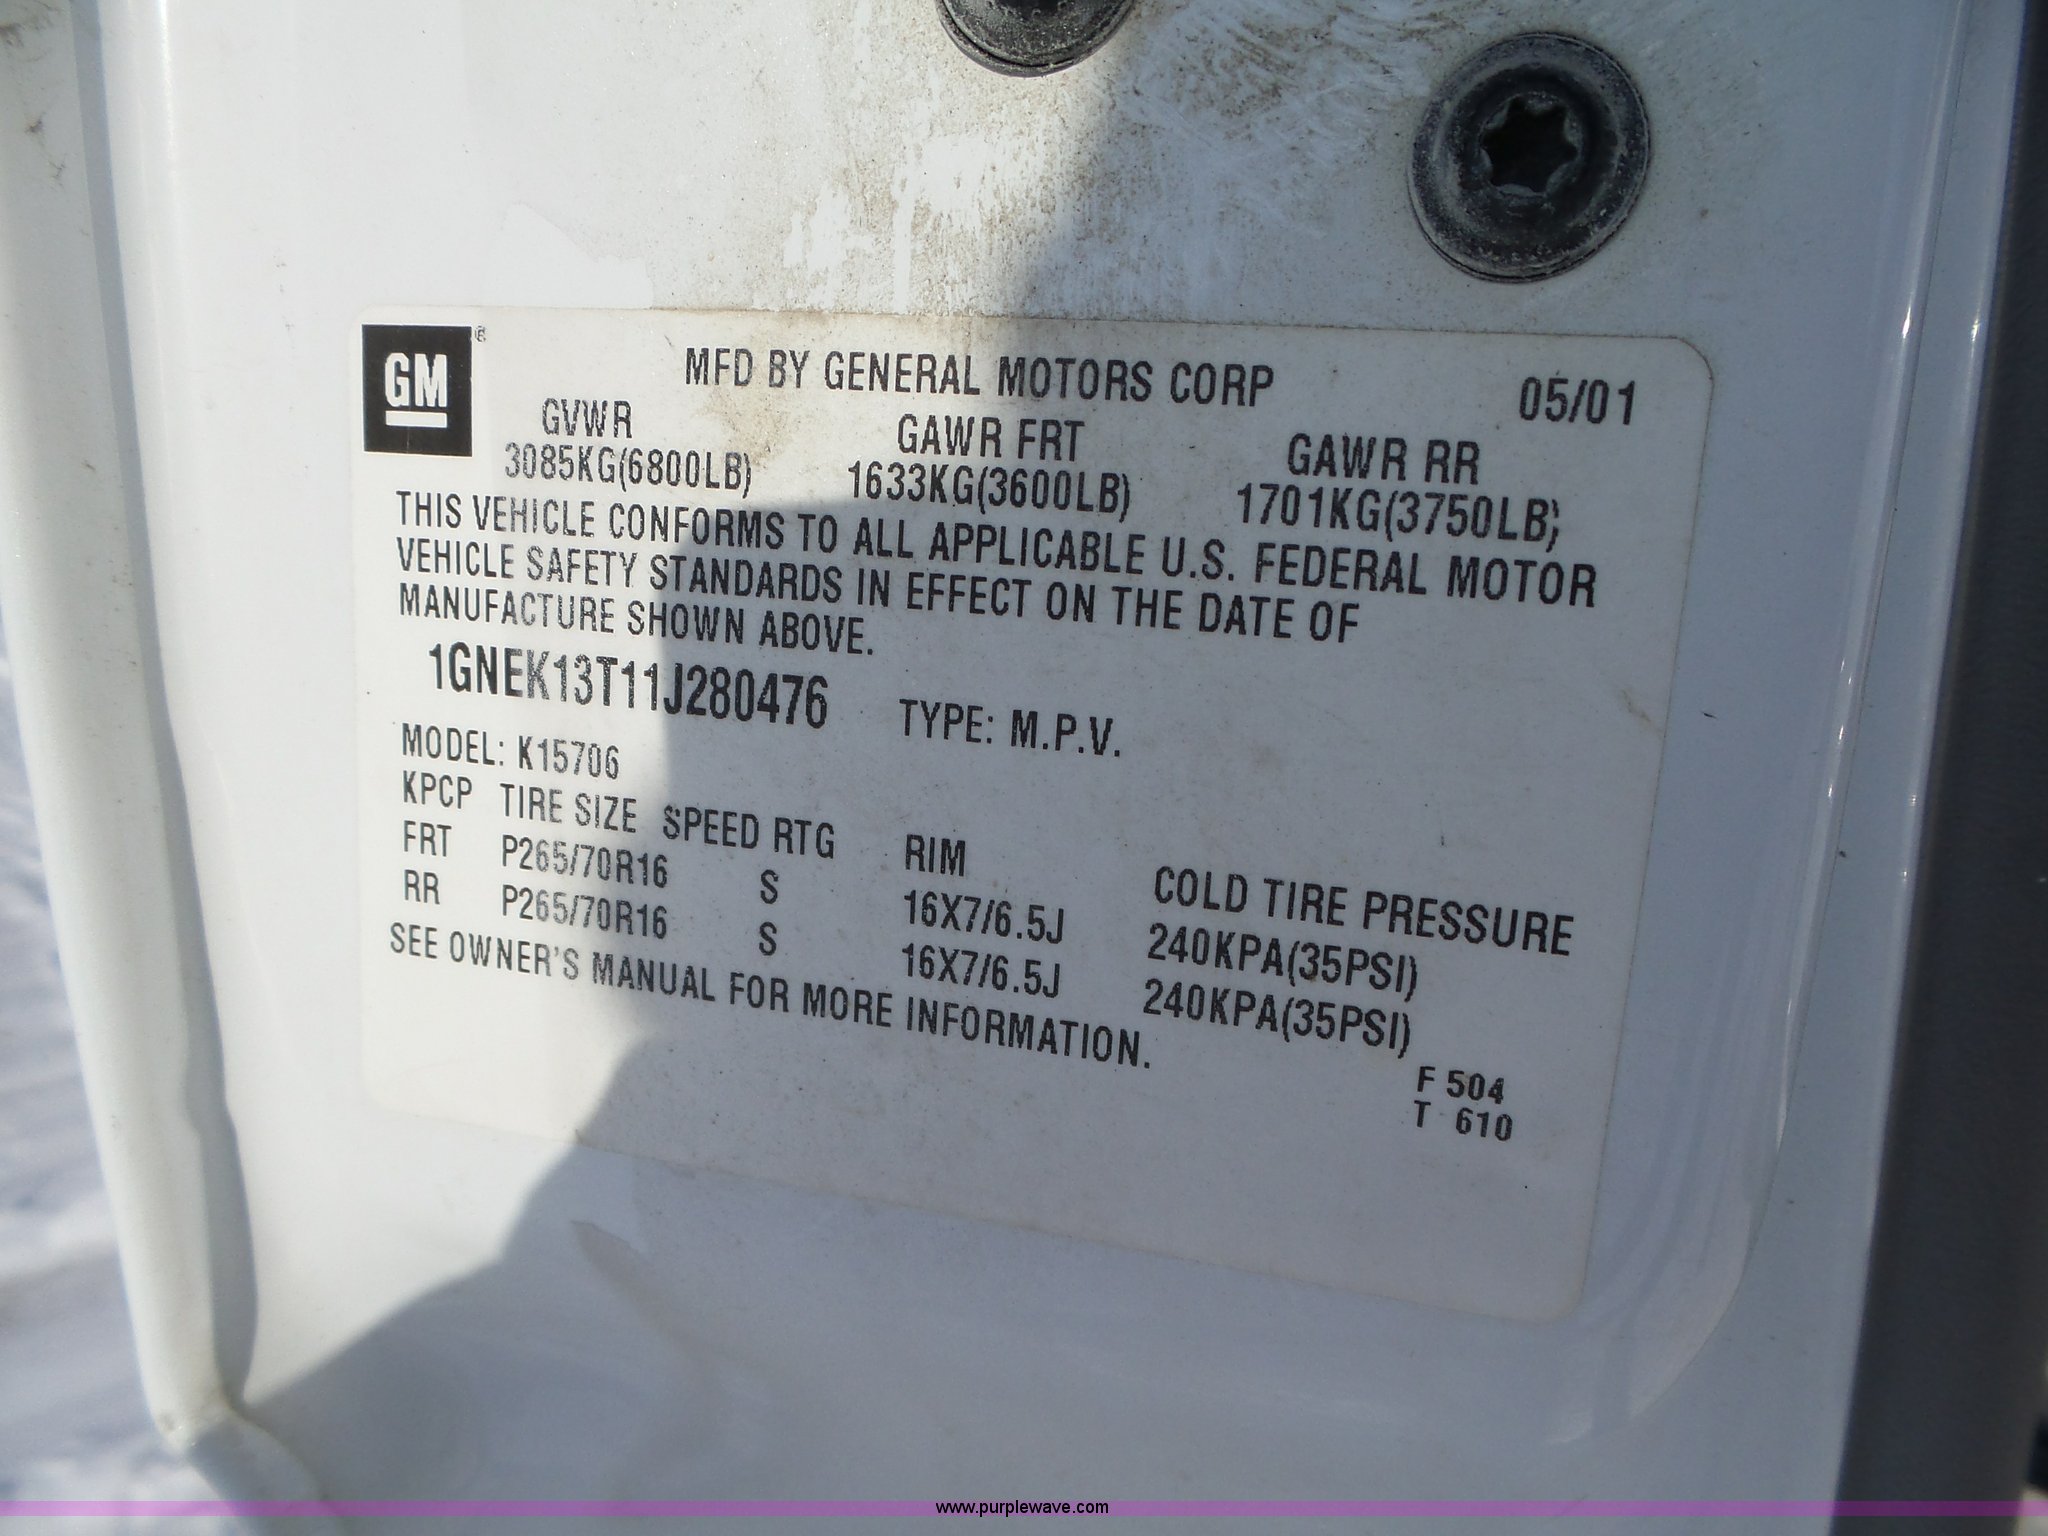 GM ®
MFD BY GENERAL MOTORS CORP 05/01
GVWR GAWR FRT GAWR RR
3085KG(6800LB) 1633KG(3600LB) 1701KG(3750LB)
THIS VEHICLE CONFORMS TO ALL APPLICABLE U.S. FEDERAL MOTOR
VEHICLE SAFETY STANDARDS IN EFFECT ON THE DATE OF
MANUFACTURE SHOWN ABOVE.
1GNEK13T11J280476 TYPE: M.P.V.
MODEL: K15706
KPCP TIRE SIZE SPEED RTG RIM COLD TIRE PRESSURE
FRT P265/70R16 S 16X7/6.5J 240KPA(35PSI)
RR P265/70R16 S 16X7/6.5J 240KPA(35PSI)
SEE OWNER'S MANUAL FOR MORE INFORMATION.
F 504
T 610
www.purplewave.com